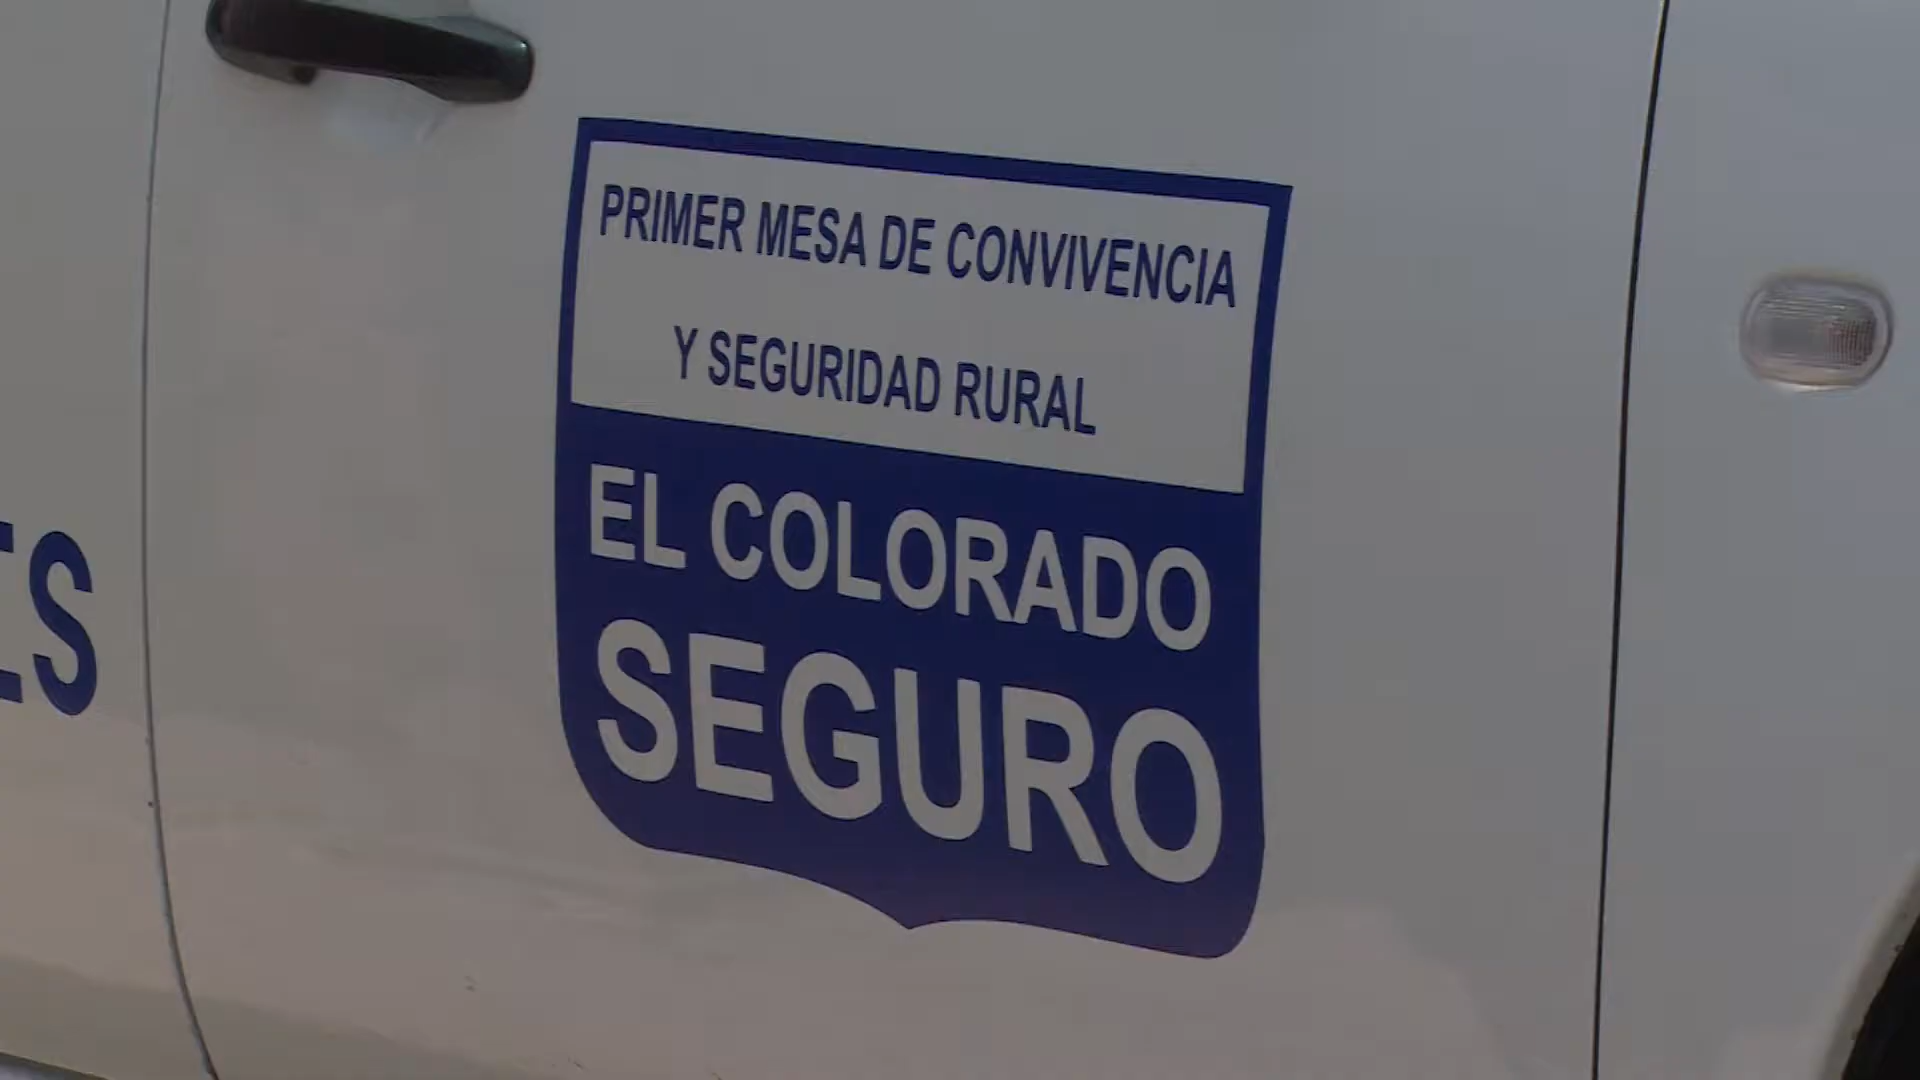 PRIMER MESA DE CONVIVENCIA
Y SEGURIDAD RURAL
EL COLORADO
SEGURO